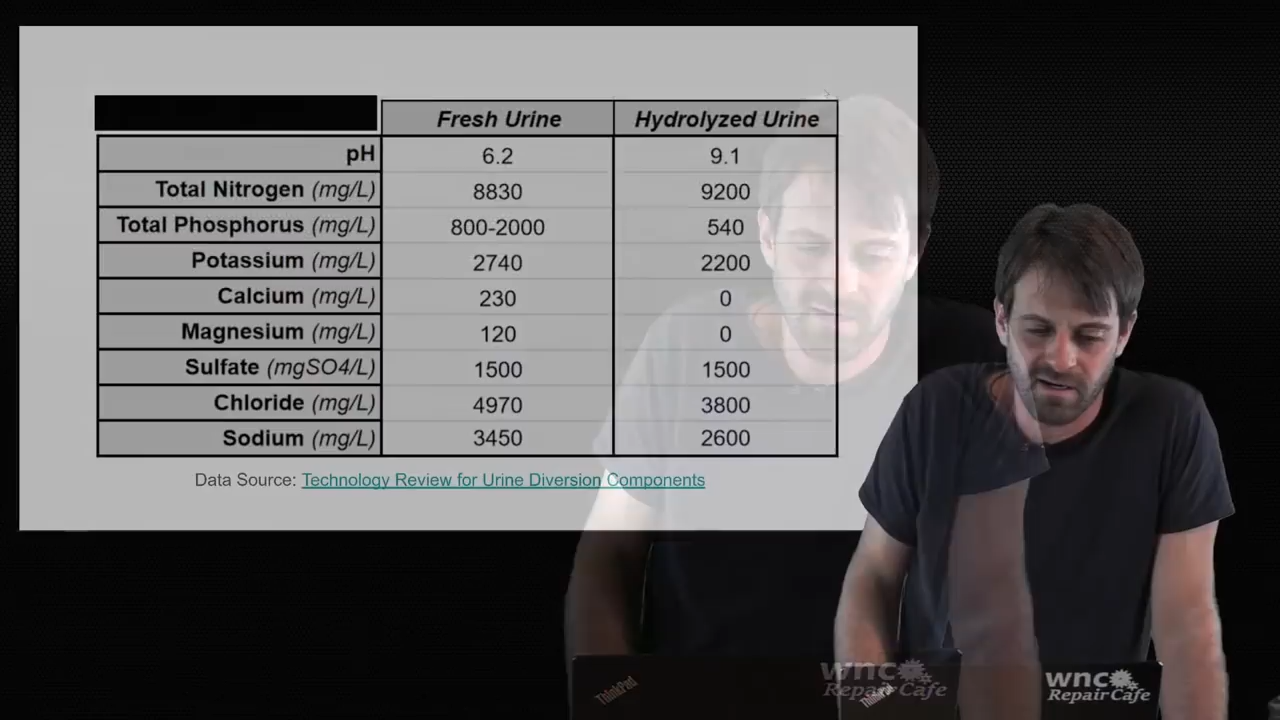 Fresh Urine Hydrolyzed Urine
pH 6.2 9.1
Total Nitrogen (mg/L) 8830 9200
Total Phosphorus (mg/L) 800-2000 540
Potassium (mg/L) 2740 2200
Calcium (mg/L) 230 0
Magnesium (mg/L) 120 0
Sulfate (mgSO4/L) 1500 1500
Chloride (mg/L) 4970 3800
Sodium (mg/L) 3450 2600
Data Source: Technology Review for Urine Diversion Components
ThinkPad
wnc
Repair Cafe
ThinkPad
wnc
Repair Cafe